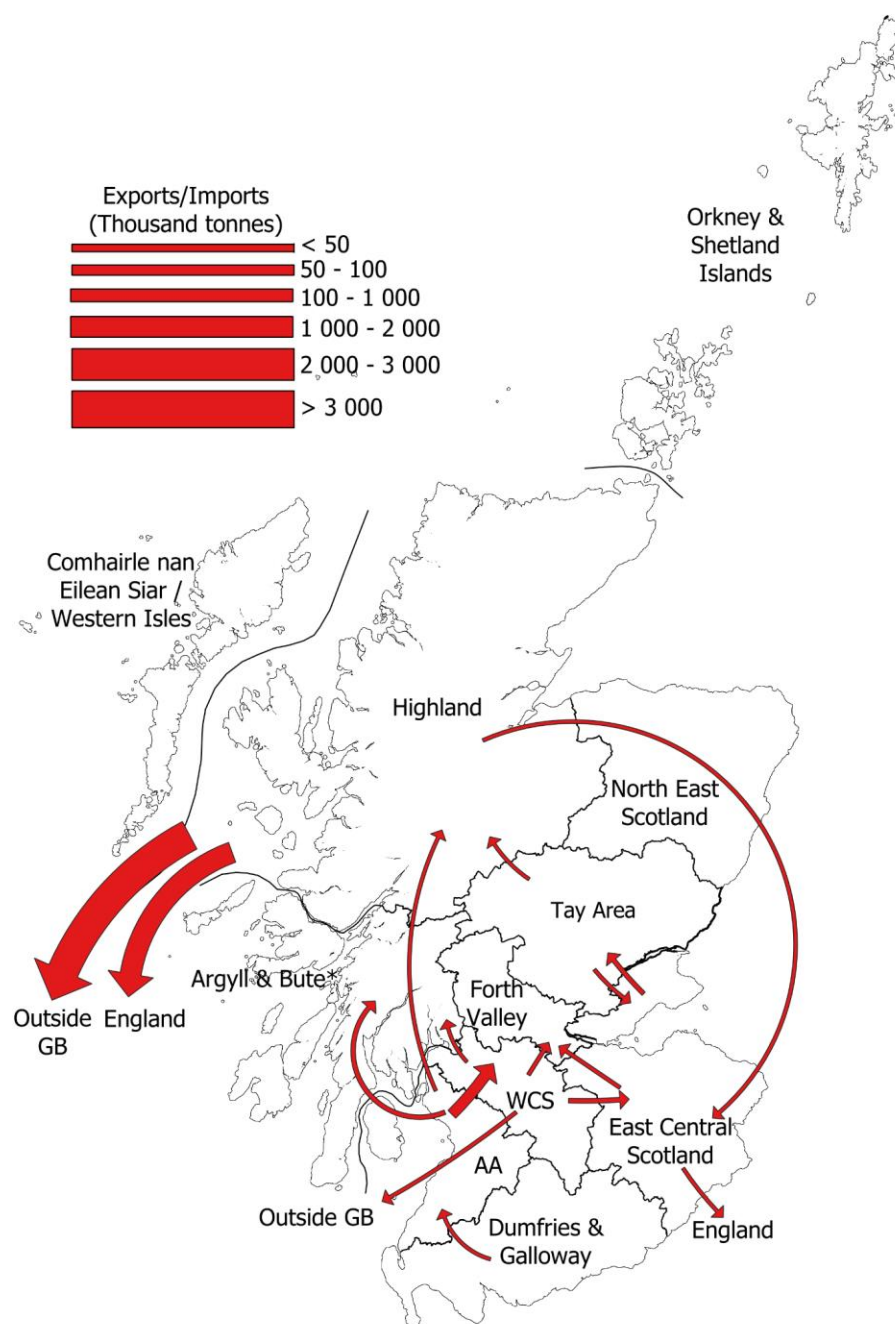 Exports/Imports
(Thousand tonnes)
< 50
50 - 100
100 - 1 000
1 000 - 2 000
2 000 - 3 000
> 3 000
Orkney &
Shetland
Islands
Comhairle nan
Eilean Siar /
Western Isles
Highland
North East
Scotland
Tay Area
Argyll & Bute*
Forth
Valley
Outside
GB
England
WCS
East Central
Scotland
AA
Outside GB
Dumfries &
Galloway
England